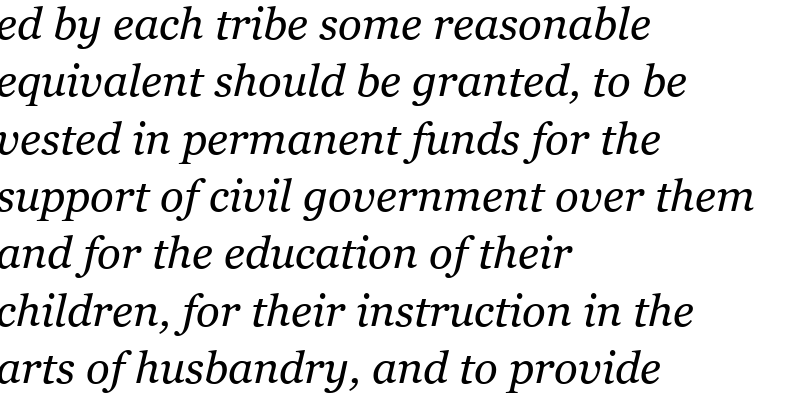 ed by each tribe some reasonable
equivalent should be granted, to be
vested in permanent funds for the
support of civil government over them
and for the education of their
children, for their instruction in the
arts of husbandry, and to provide